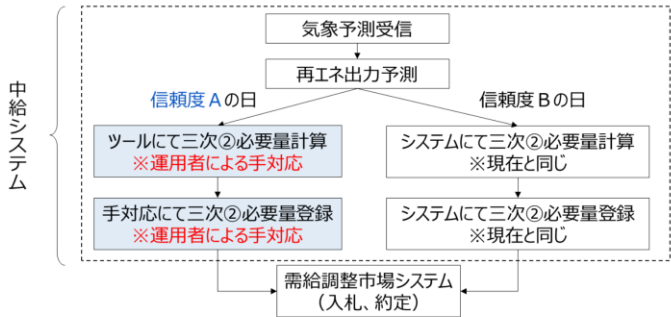 中給システム
気象予測受信
再エネ出力予測
信頼度Aの日
信頼度Bの日
ツールにて三次②必要量計算
※運用者による手対応
システムにて三次②必要量計算
※現在と同じ
手対応にて三次②必要量登録
※運用者による手対応
システムにて三次②必要量登録
※現在と同じ
需給調整市場システム
(入札、約定)